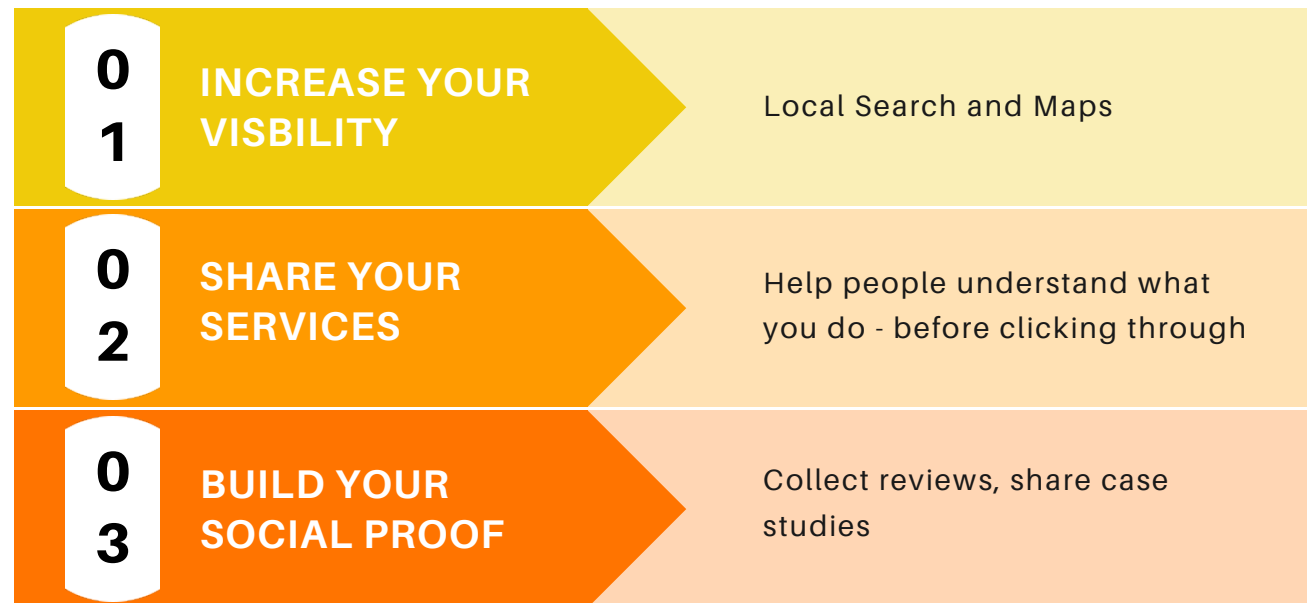 0
1
INCREASE YOUR
VISBILITY
Local Search and Maps
0
2
SHARE YOUR
SERVICES
Help people understand what
you do - before clicking through
0
3
BUILD YOUR
SOCIAL PROOF
Collect reviews, share case
studies